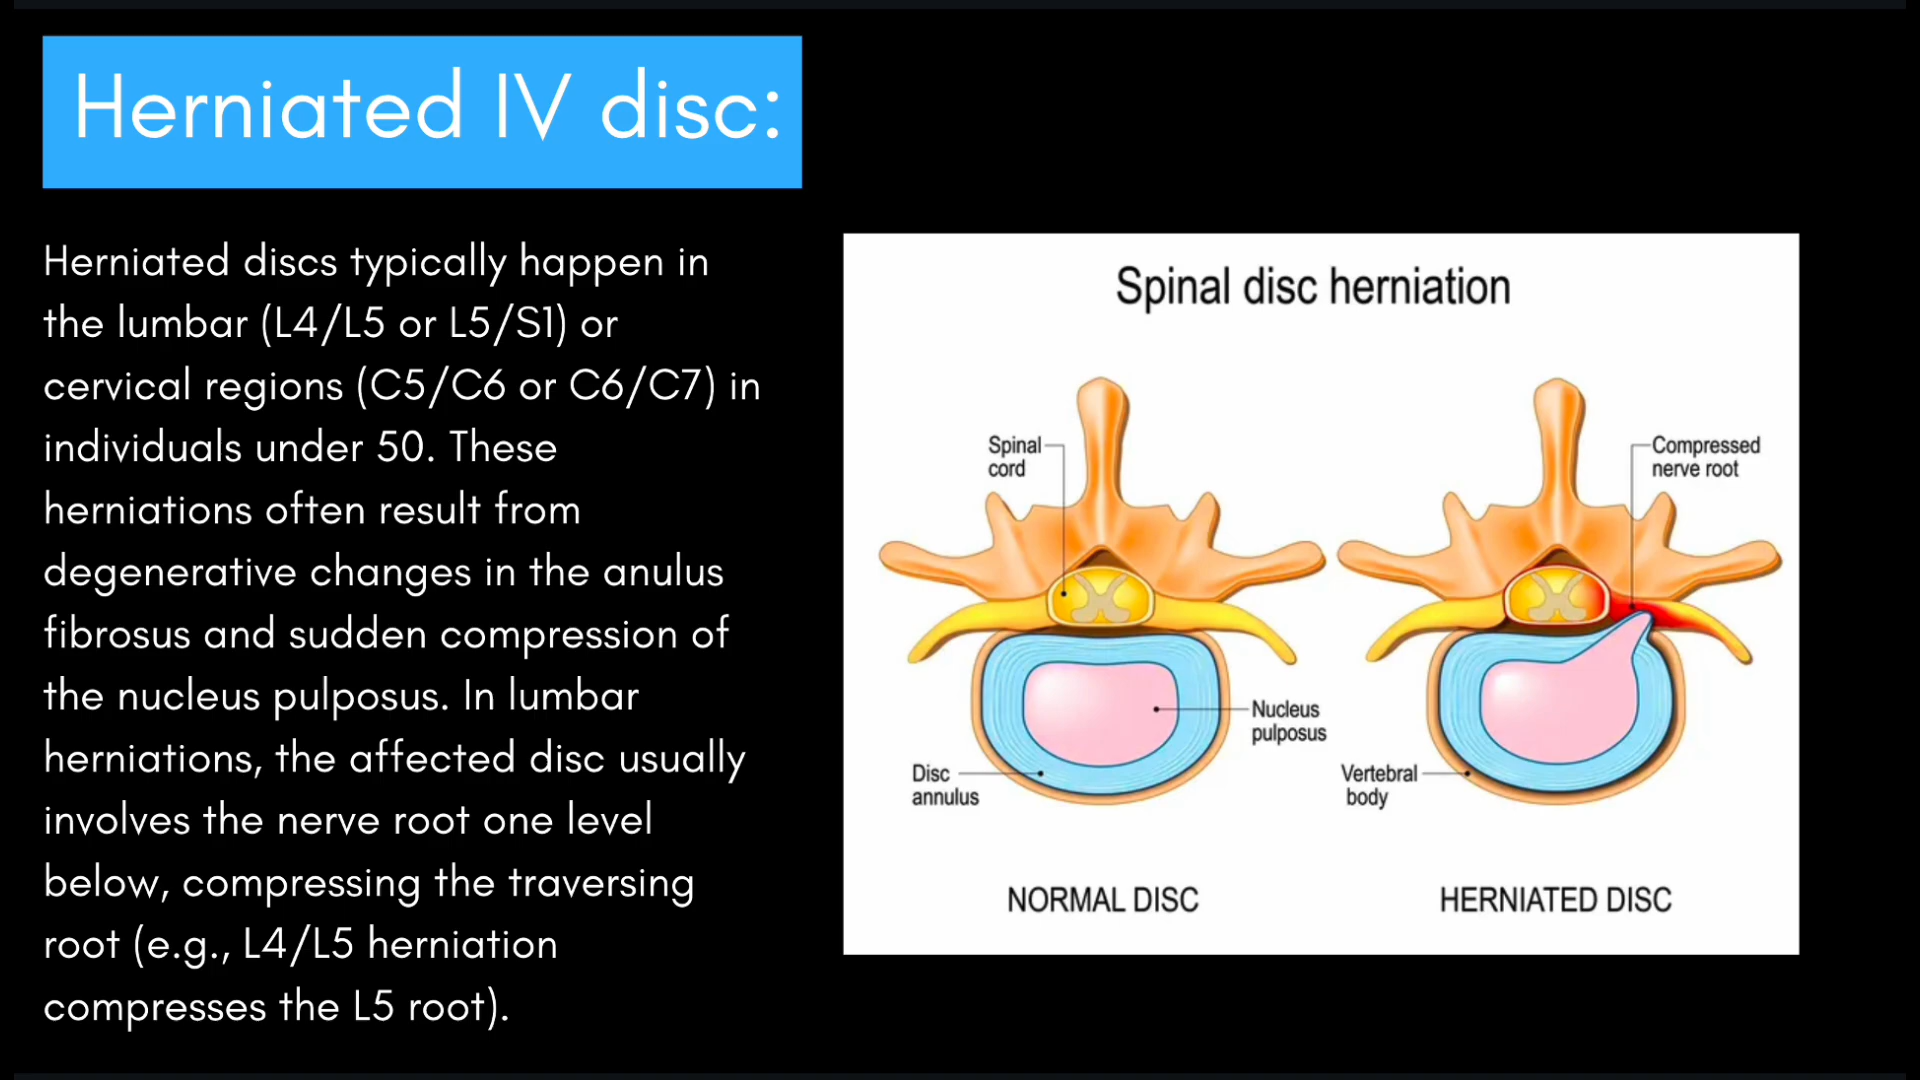 Herniated IV disc:
Herniated discs typically happen in
the lumbar (L4/L5 or L5/S1) or
cervical regions (C5/C6 or C6/C7) in
individuals under 50. These
herniations often result from
degenerative changes in the anulus
fibrosus and sudden compression of
the nucleus pulposus. In lumbar
herniations, the affected disc usually
involves the nerve root one level
below, compressing the traversing
root (e.g., L4/L5 herniation
compresses the L5 root).
Spinal disc herniation
Spinal
cord
Nucleus
pulposus
Disc
annulus
NORMAL DISC
Compressed
nerve root
Vertebral
body
HERNIATED DISC